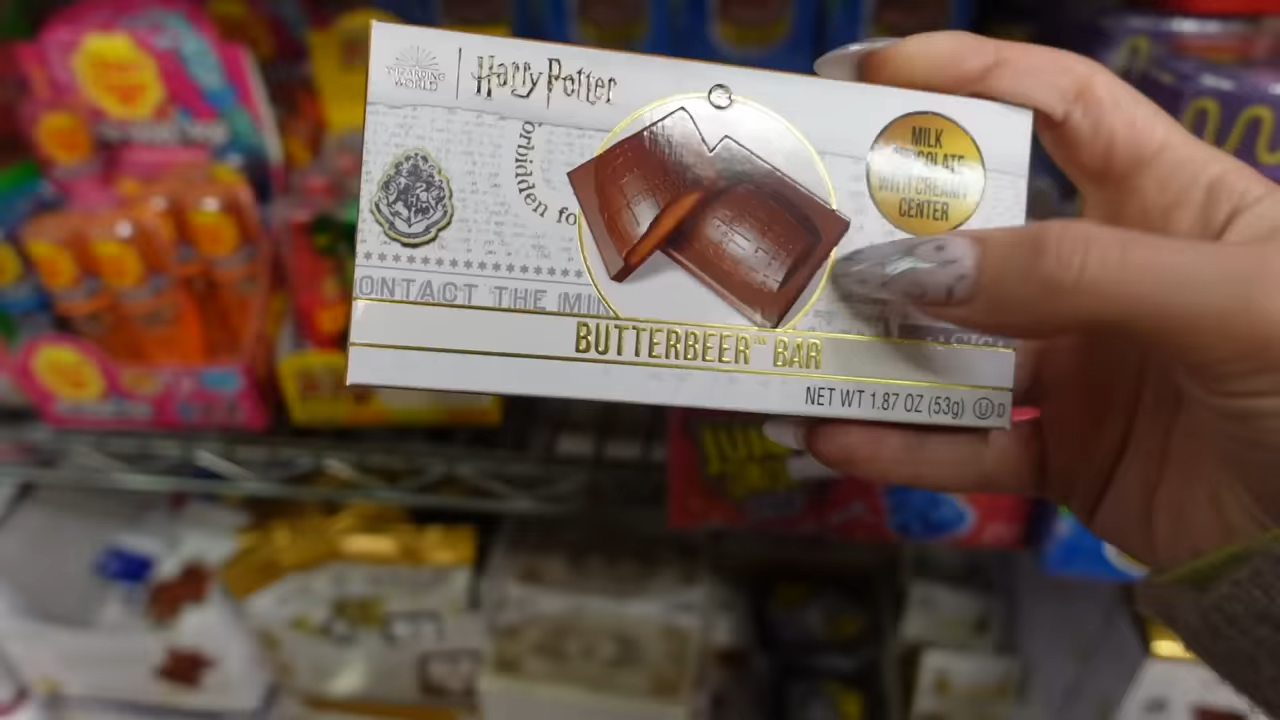 WIZARDING
WORLD
Harry Potter
MILK
CHOCOLATE
WITH CREAMY
CENTER
orbidden fo
ONTACT THE MIN
BUTTERBEER™ BAR
NET WT 1.87 OZ (53g) Ⓤ D